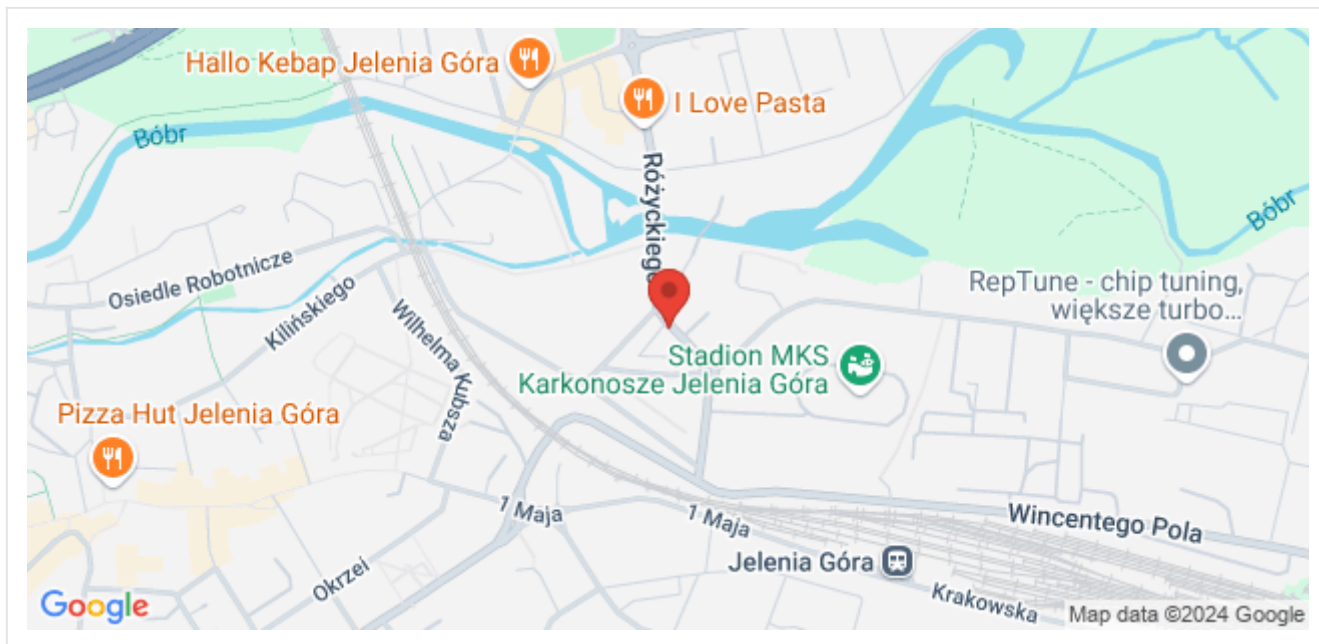 Hallo Kebap Jelenia Góra
I Love Pasta
Bóbr
Różyckiego
Bóbr
Osiedle Robotnicze
Kilińskiego
Wilhelma Kubsza
RepTune - chip tuning,
większe turbo...
Stadion MKS
Karkonosze Jelenia Góra
Pizza Hut Jelenia Góra
1 Maja
1 Maja
Wincentego Pola
Jelenia Góra
Okrzei
Krakowska
Google
Map data ©2024 Google